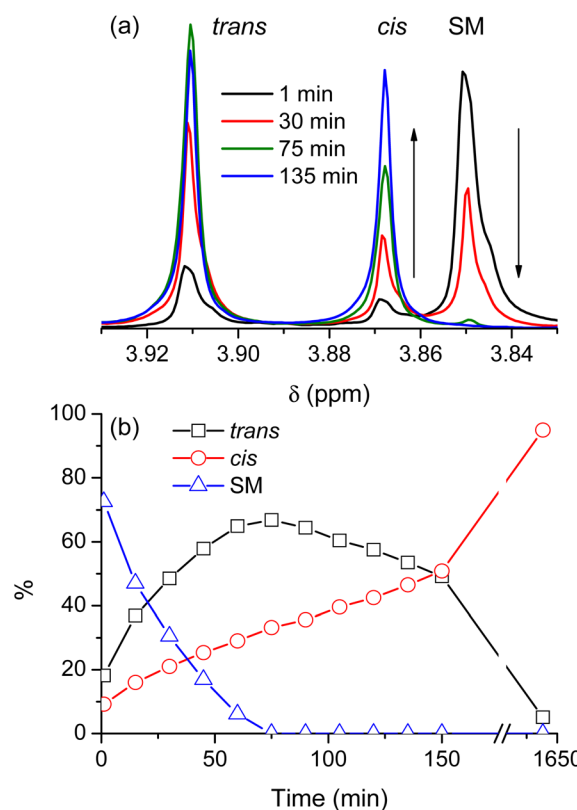 (a) trans cis SM
1 min
30 min
75 min
135 min
3.92 3.90 3.88 3.86 3.84
δ (ppm)
(b)
trans
cis
SM
100
80
60
40
20
0
%
0 50 100 150 1650
Time (min)